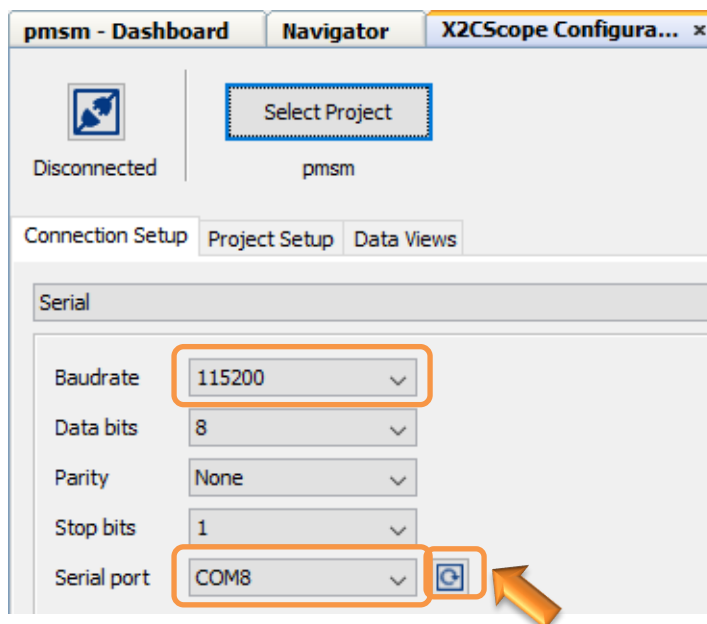 pmsm - Dashboard Navigator X2CScope Configura... ×
Select Project
Disconnected pmsm
Connection Setup Project Setup Data Views
Serial
Baudrate 115200
Data bits 8
Parity None
Stop bits 1
Serial port COM8